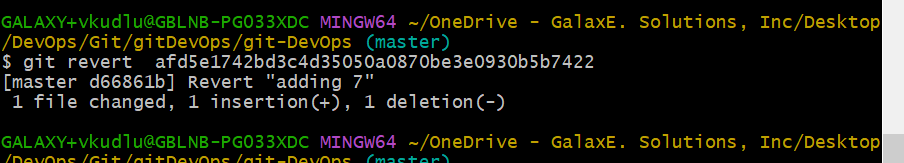 GALAXY+vkudlu@GBLNB-PG033XDC MINGW64 ~/OneDrive - GalaxE. Solutions, Inc/Desktop
/DevOps/Git/gitDevOps/git-DevOps (master)
$ git revert  afd5e1742bd3c4d35050a0870be3e0930b5b7422
[master d66861b] Revert "adding 7"
 1 file changed, 1 insertion(+), 1 deletion(-)

GALAXY+vkudlu@GBLNB-PG033XDC MINGW64 ~/OneDrive - GalaxE. Solutions, Inc/Desktop
/DevOps/Git/gitDevOps/git-DevOps (master)